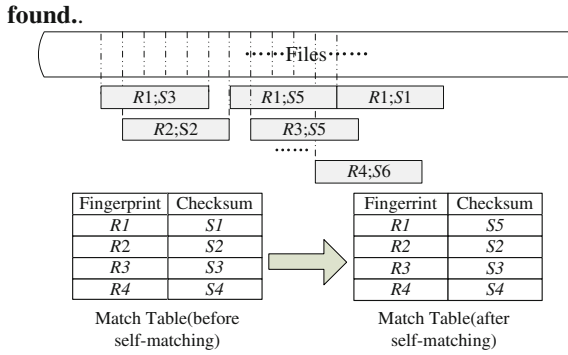 found..
······Files······
R1;S3 R1;S5 R1;S1
R2;S2 R3;S5
······
R4;S6
Fingerprint Checksum Fingerrint Checksum
R1 S1 R1 S5
R2 S2 R2 S2
R3 S3 R3 S3
R4 S4 R4 S4
Match Table(before Match Table(after
self-matching) self-matching)